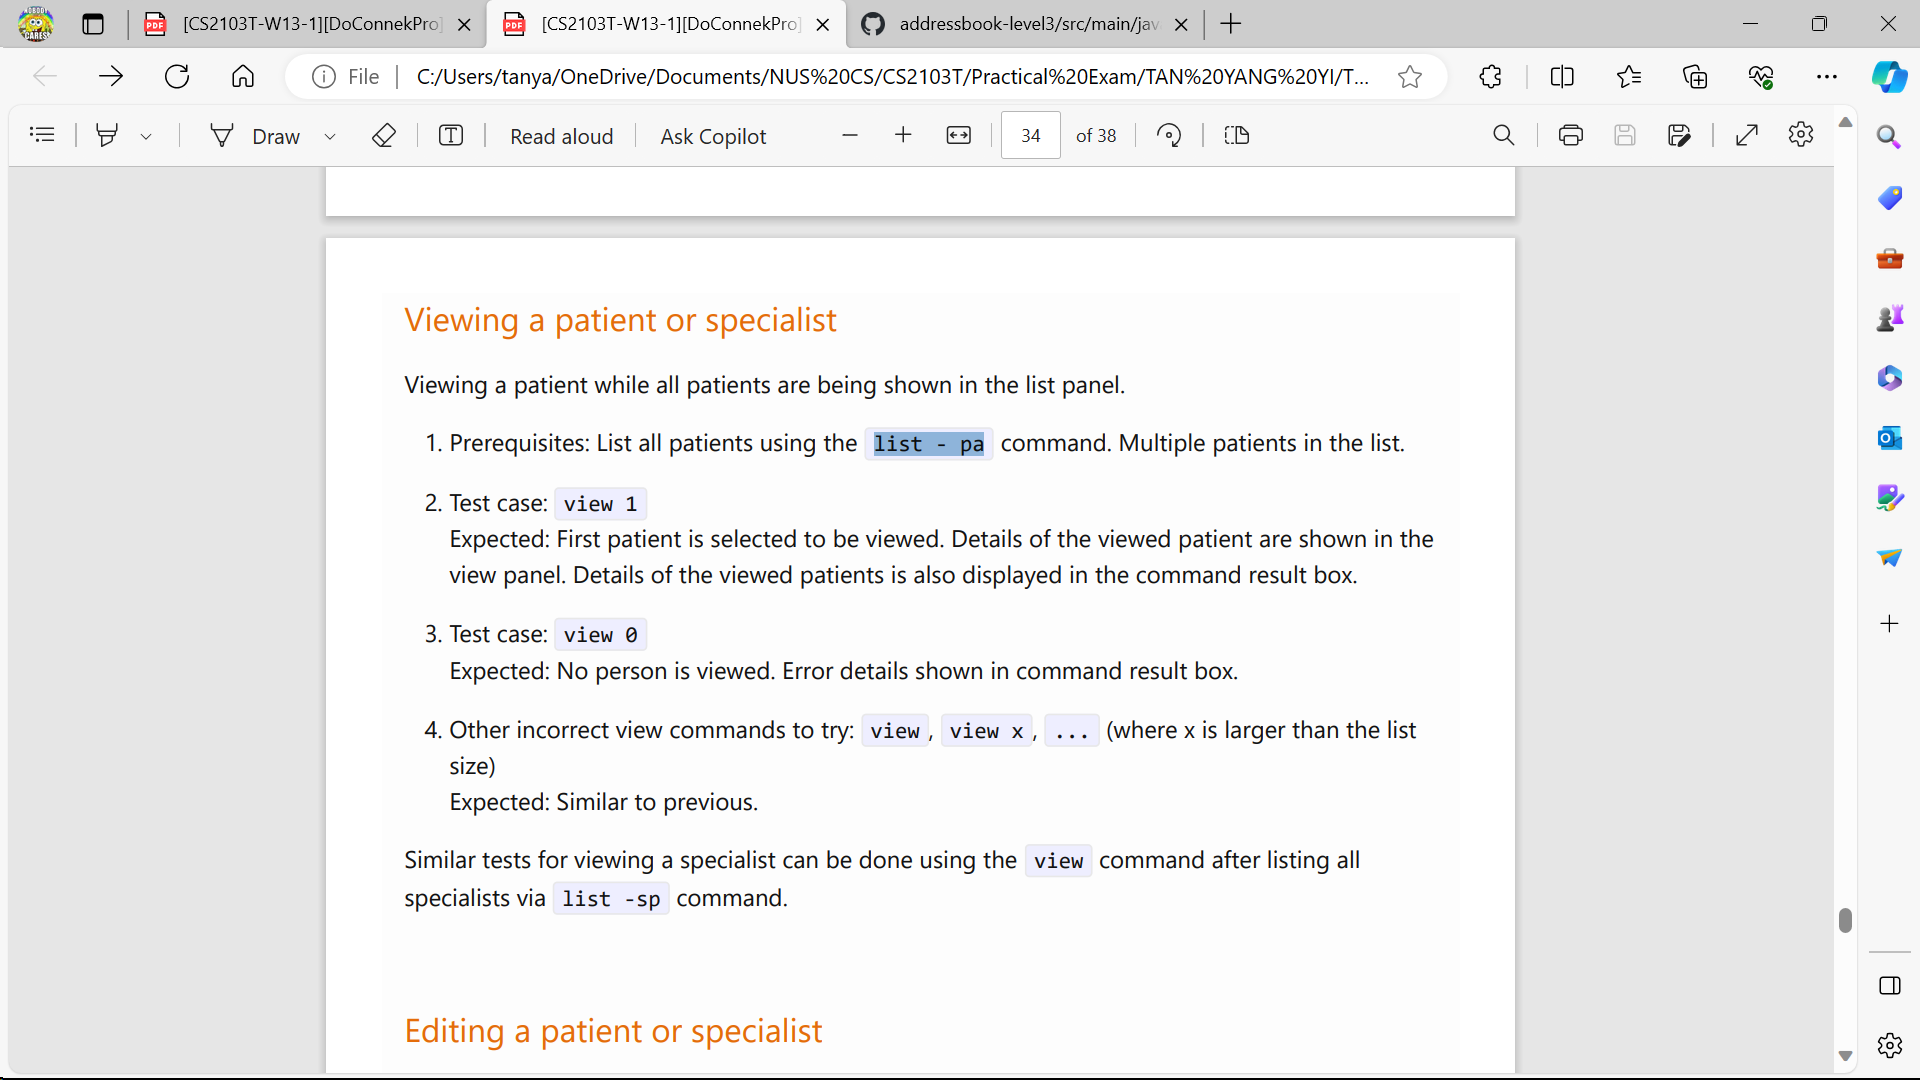 [CS2103T-W13-1][DoConnekPro]
[CS2103T-W13-1][DoConnekPro]
addressbook-level3/src/main/jav
File
C:/Users/tanya/OneDrive/Documents/NUS%20CS/CS2103T/Practical%20Exam/TAN%20YANG%20YI/T...
Draw
Read aloud
Ask Copilot
34 of 38
Viewing a patient or specialist
Viewing a patient while all patients are being shown in the list panel.
1. Prerequisites: List all patients using the list - pa command. Multiple patients in the list.
2. Test case: view 1
Expected: First patient is selected to be viewed. Details of the viewed patient are shown in the
view panel. Details of the viewed patients is also displayed in the command result box.
3. Test case: view 0
Expected: No person is viewed. Error details shown in command result box.
4. Other incorrect view commands to try: view, view x, ... (where x is larger than the list
size)
Expected: Similar to previous.
Similar tests for viewing a specialist can be done using the view command after listing all
specialists via list -sp command.
Editing a patient or specialist